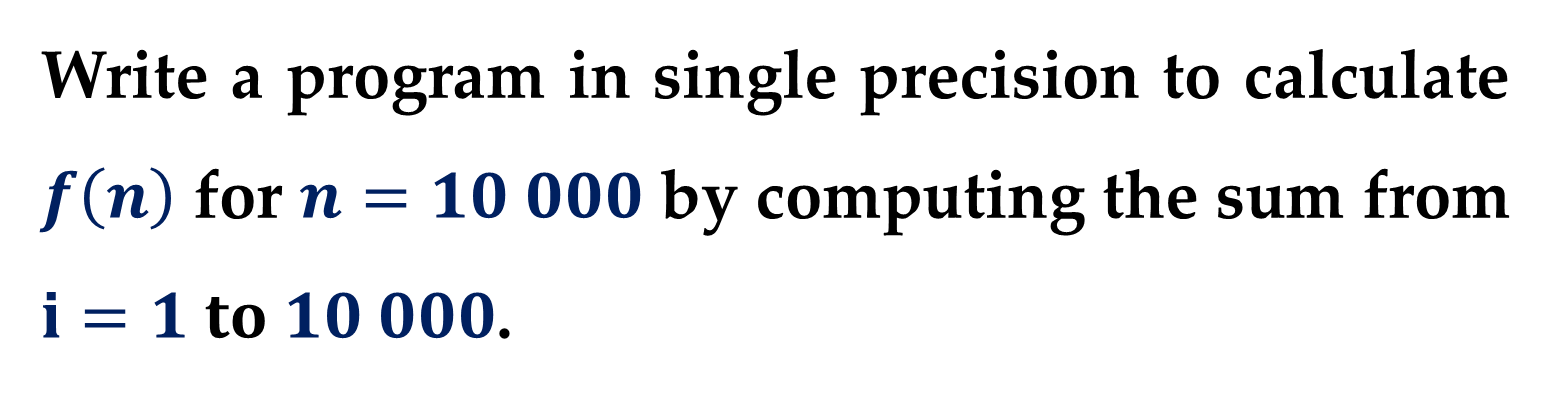 Write a program in single precision to calculate
f(n) for n = 10 000 by computing the sum from
i = 1 to 10 000.